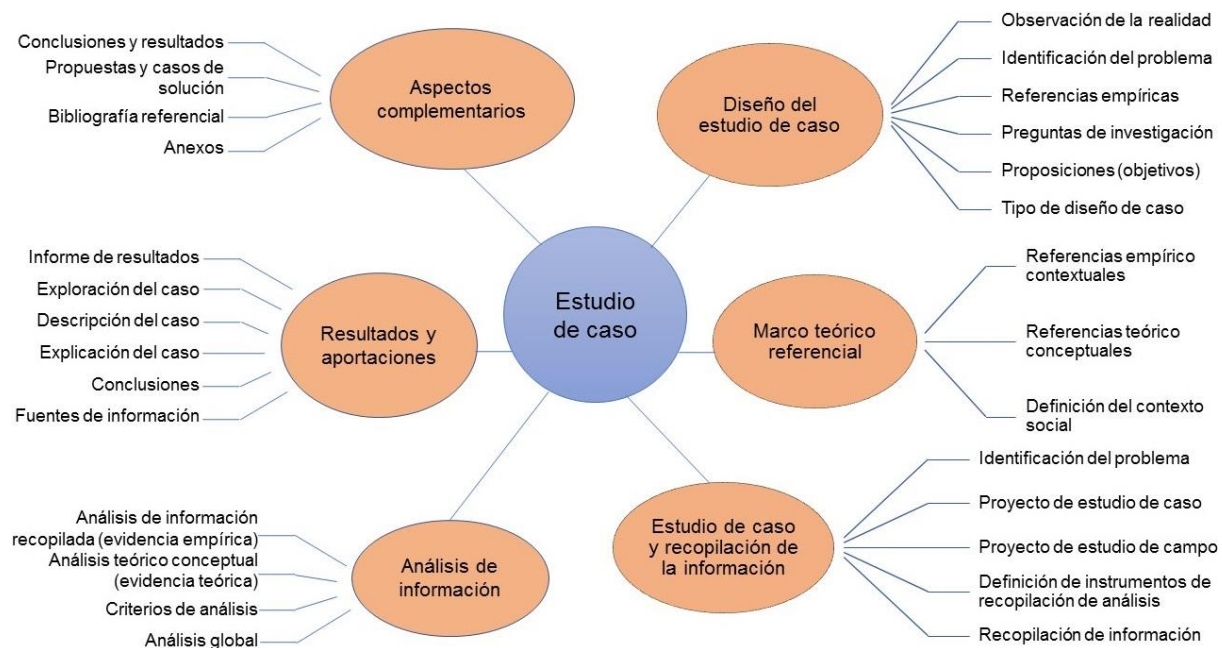 Estudio
de caso
Aspectos
complementarios
Conclusiones y resultados
Propuestas y casos de
solución
Bibliografía referencial
Anexos
Diseño del
estudio de caso
Observación de la realidad
Identificación del problema
Referencias empíricas
Preguntas de investigación
Proposiciones (objetivos)
Tipo de diseño de caso
Resultados y
aportaciones
Informe de resultados
Exploración del caso
Descripción del caso
Explicación del caso
Conclusiones
Fuentes de información
Marco teórico
referencial
Referencias empírico
contextuales
Referencias teórico
conceptuales
Definición del contexto
social
Análisis de
información
Análisis de información
recopilada (evidencia empírica)
Análisis teórico conceptual
(evidencia teórica)
Criterios de análisis
Análisis global
Estudio de caso
y recopilación de
la información
Identificación del problema
Proyecto de estudio de caso
Proyecto de estudio de campo
Definición de instrumentos de
recopilación de análisis
Recopilación de información